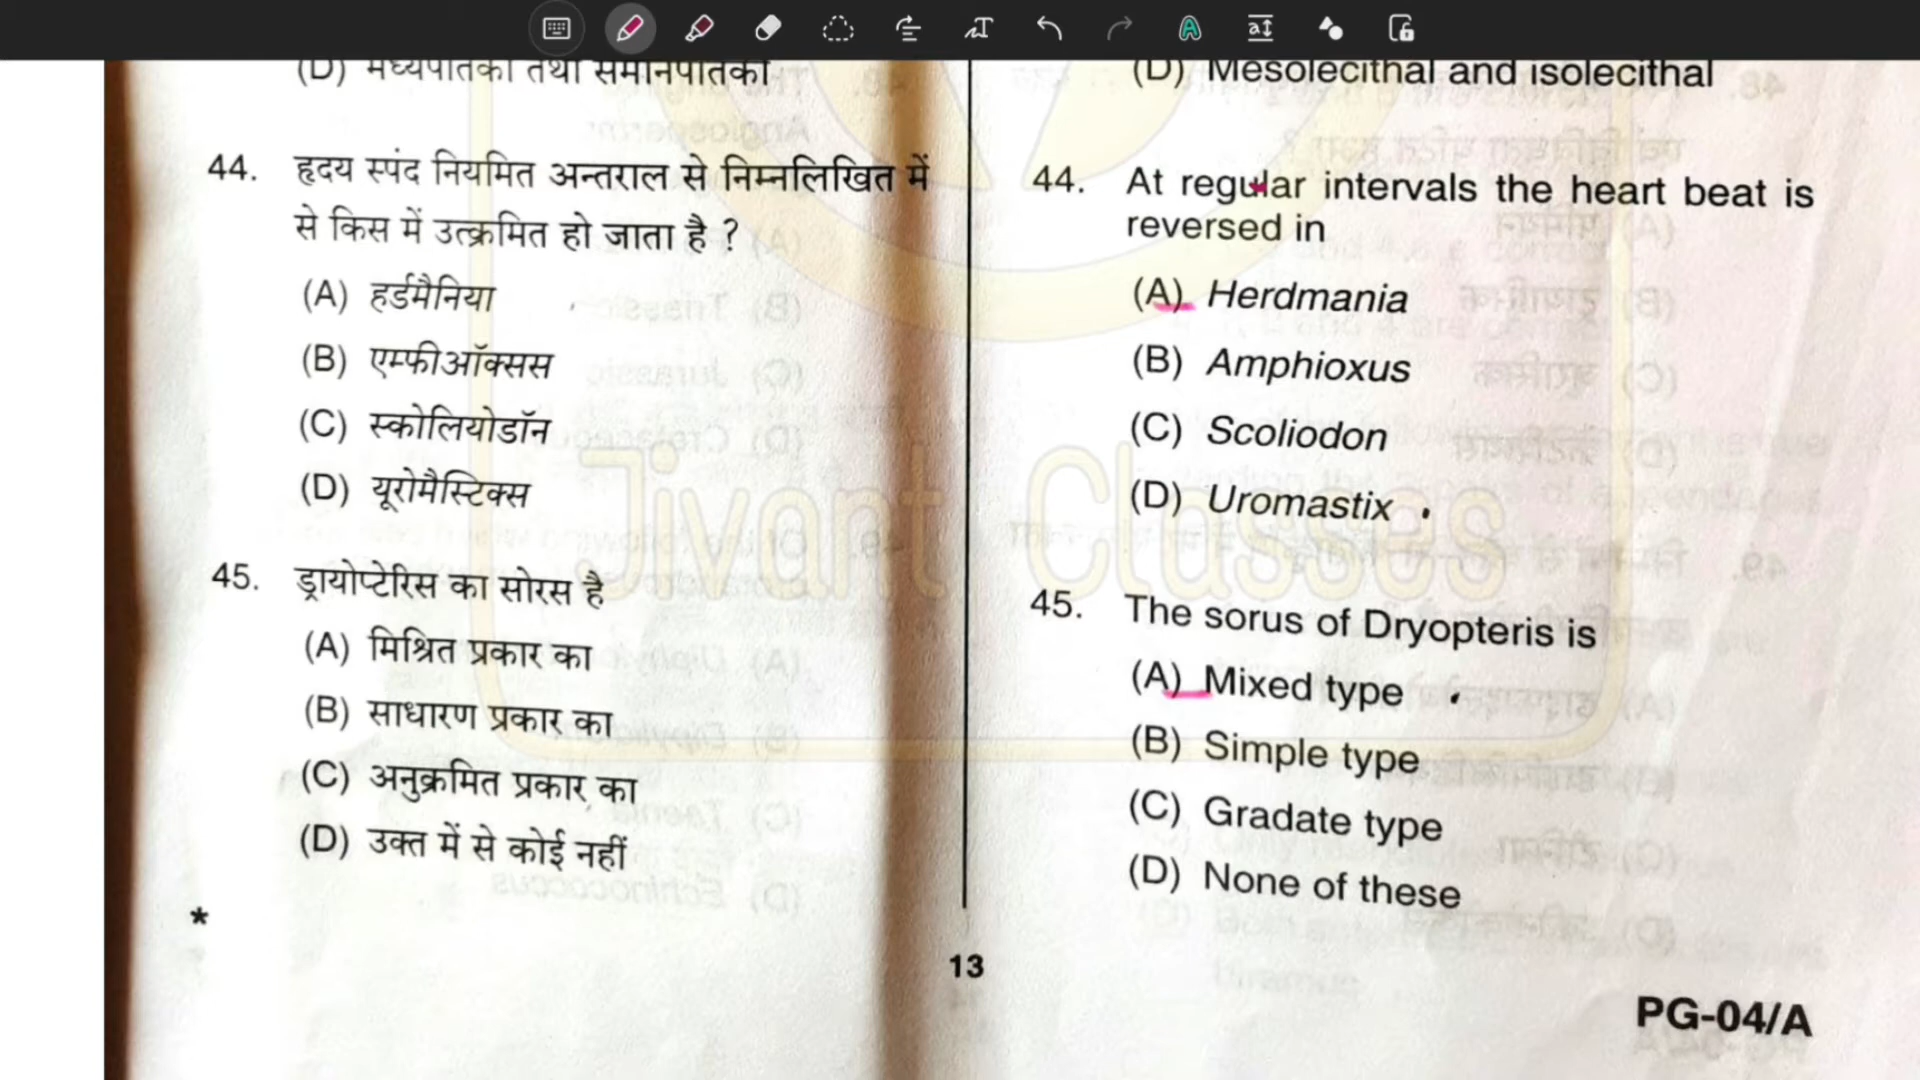 (D) मध्यपीतकी तथा समानपीतकी
44. हृदय स्पंद नियमित अन्तराल से निम्नलिखित में
से किस में उत्क्रमित हो जाता है ?
(A) हर्डमैनिया
(B) एम्फीऑक्सस
(C) स्कोलियोडॉन
(D) यूरोमैस्टिक्स
45. ड्रायोप्टेरिस का सोरस है
(A) मिश्रित प्रकार का
(B) साधारण प्रकार का
(C) अनुक्रमित प्रकार का
(D) उक्त में से कोई नहीं
*
(D) Mesolecithal and isolecithal
44. At regular intervals the heart beat is
reversed in
(A) Herdmania
(B) Amphioxus
(C) Scoliodon
(D) Uromastix
45. The sorus of Dryopteris is
(A) Mixed type
(B) Simple type
(C) Gradate type
(D) None of these
13
PG-04/A
Jivant Classes